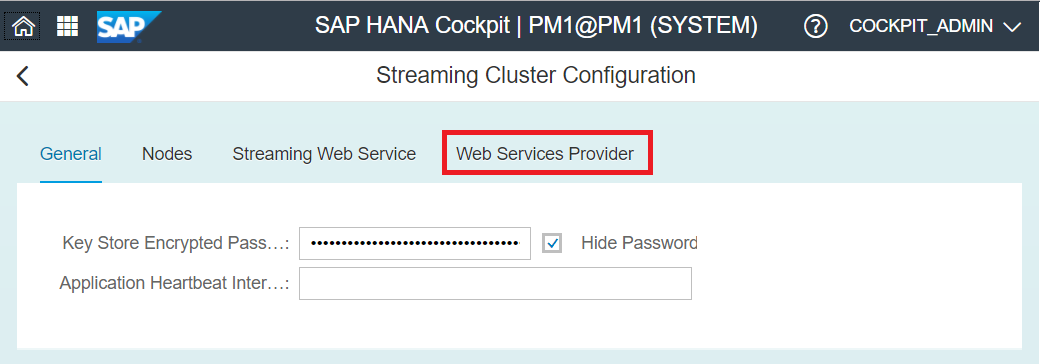 SAP SAP HANA Cockpit | PM1@PM1 (SYSTEM) ? COCKPIT_ADMIN
Streaming Cluster Configuration
General Nodes Streaming Web Service Web Services Provider
Key Store Encrypted Pass...: •••••••••••••••••••••••••••••••••• Hide Password
Application Heartbeat Inter...: